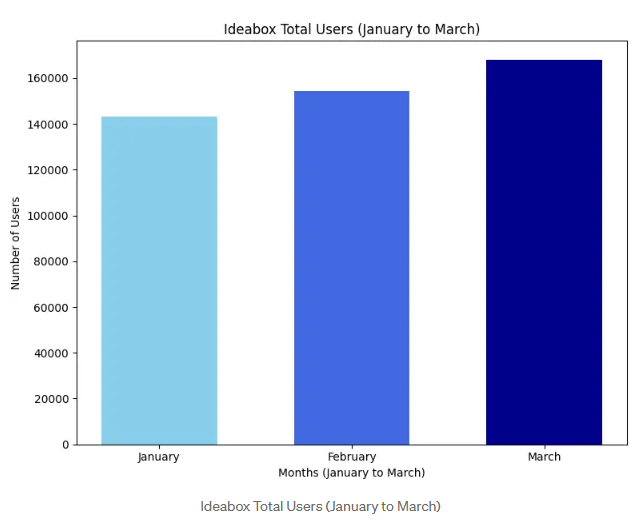 Ideabox Total Users (January to March)
160000
140000
120000
100000
80000
60000
40000
20000
0
Number of Users
January February March
Months (January to March)
Ideabox Total Users (January to March)